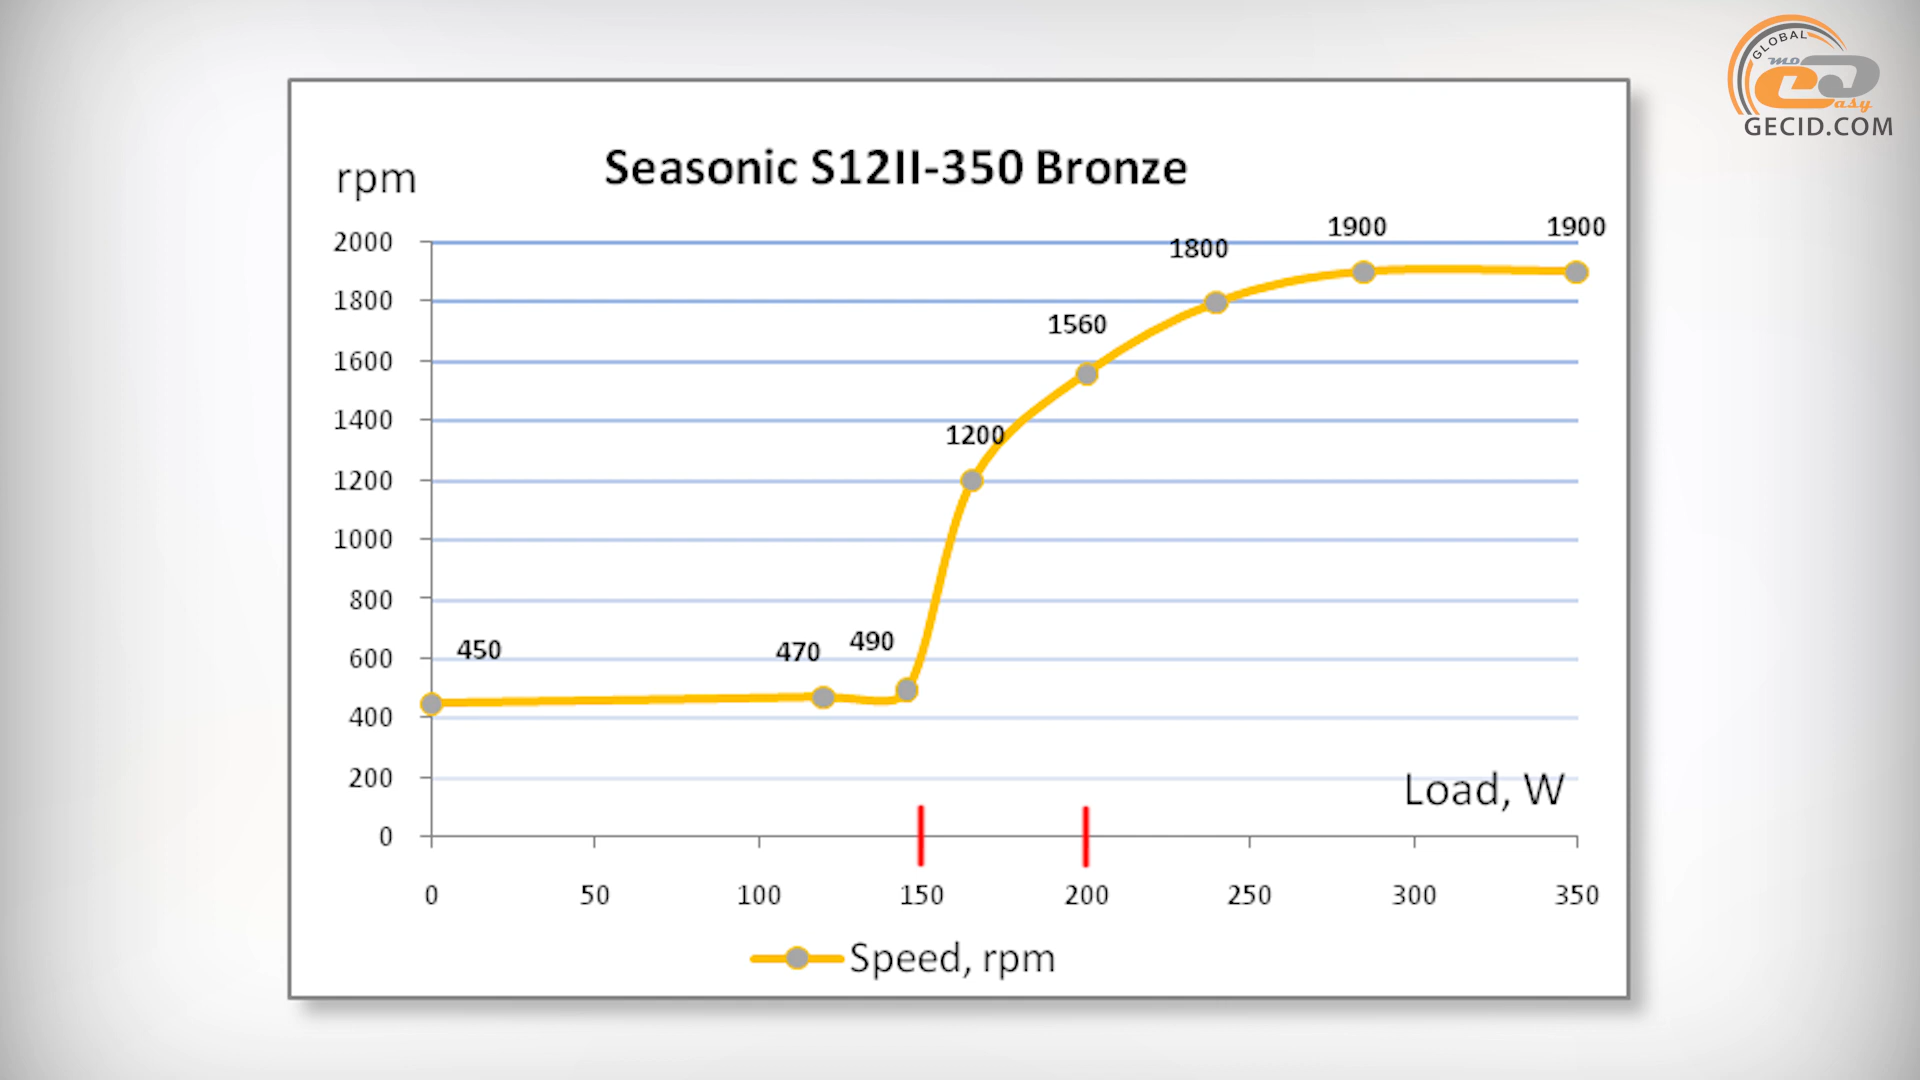 GLOBAL
mo
easy
GECID.COM
Seasonic S12II-350 Bronze
rpm
2000
1800
1600
1400
1200
1000
800
600
400
200
0
450
470
490
1200
1560
1800
1900
1900
Load, W
0 50 100 150 200 250 300 350
Speed, rpm